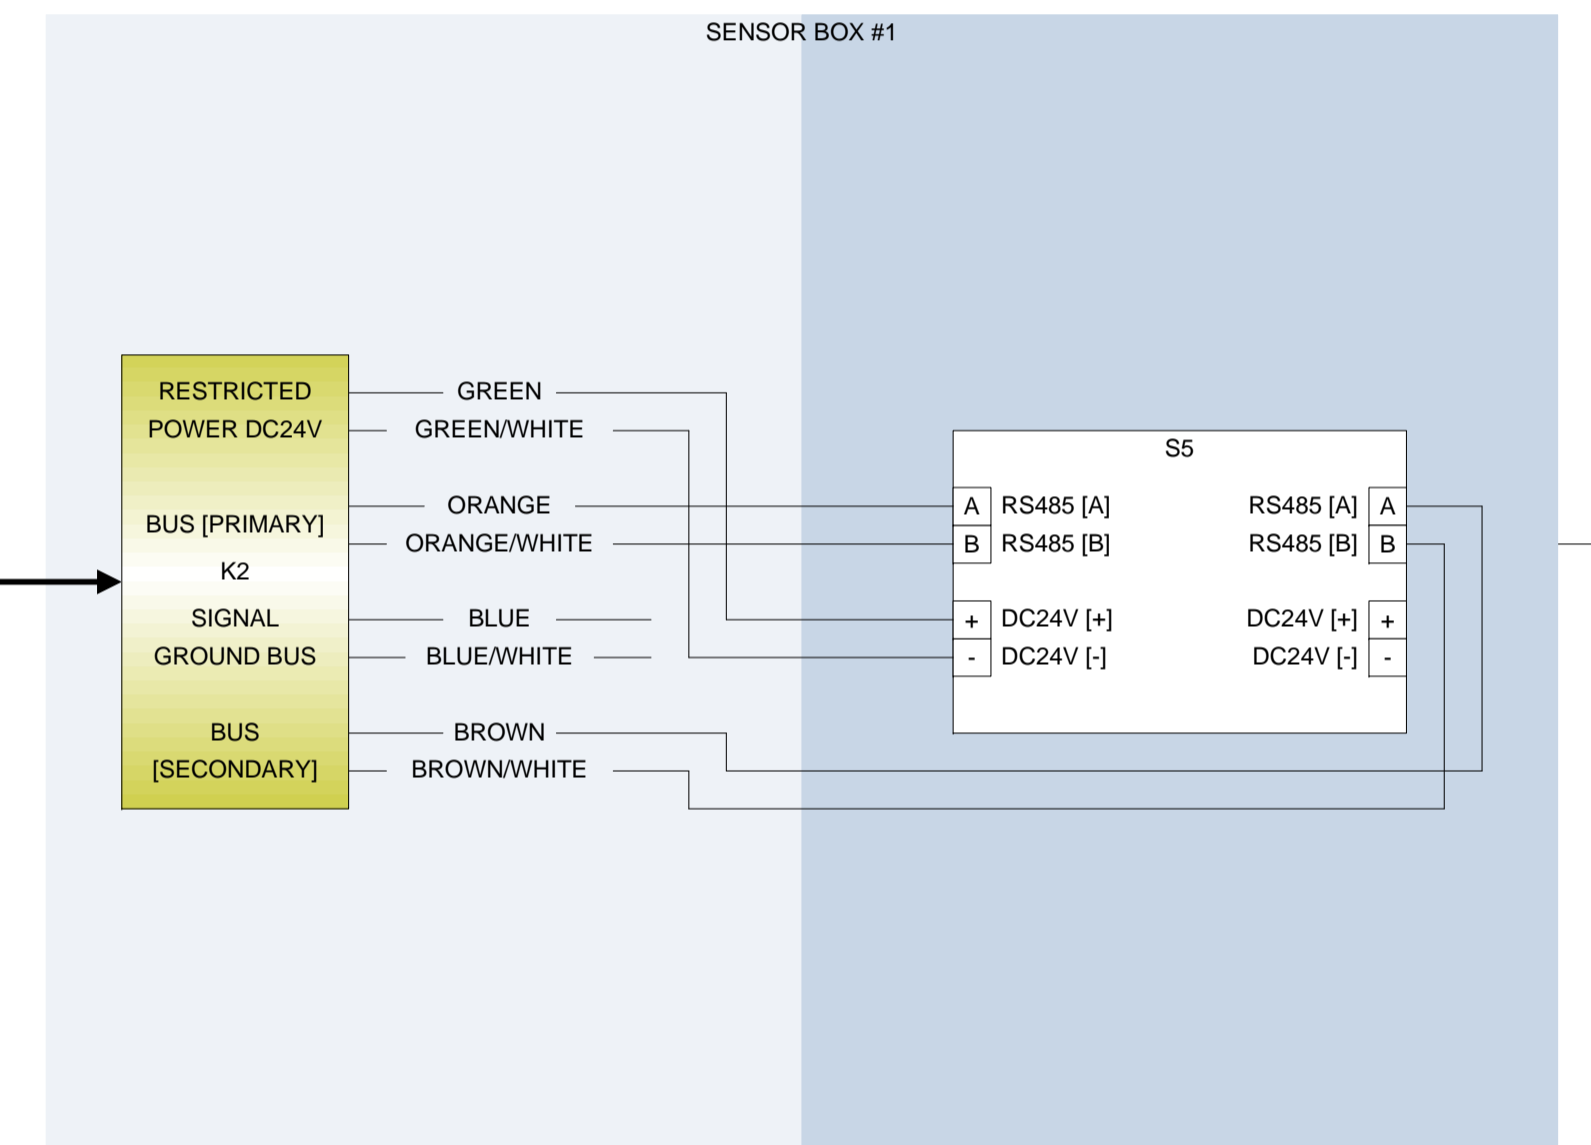 SENSOR BOX #1
RESTRICTED
POWER DC24V
BUS [PRIMARY]
K2
SIGNAL
GROUND BUS
BUS
[SECONDARY]
GREEN
GREEN/WHITE
ORANGE
ORANGE/WHITE
BLUE
BLUE/WHITE
BROWN
BROWN/WHITE
S5
A RS485 [A] RS485 [A] A
B RS485 [B] RS485 [B] B
+ DC24V [+] DC24V [+] +
- DC24V [-] DC24V [-] -